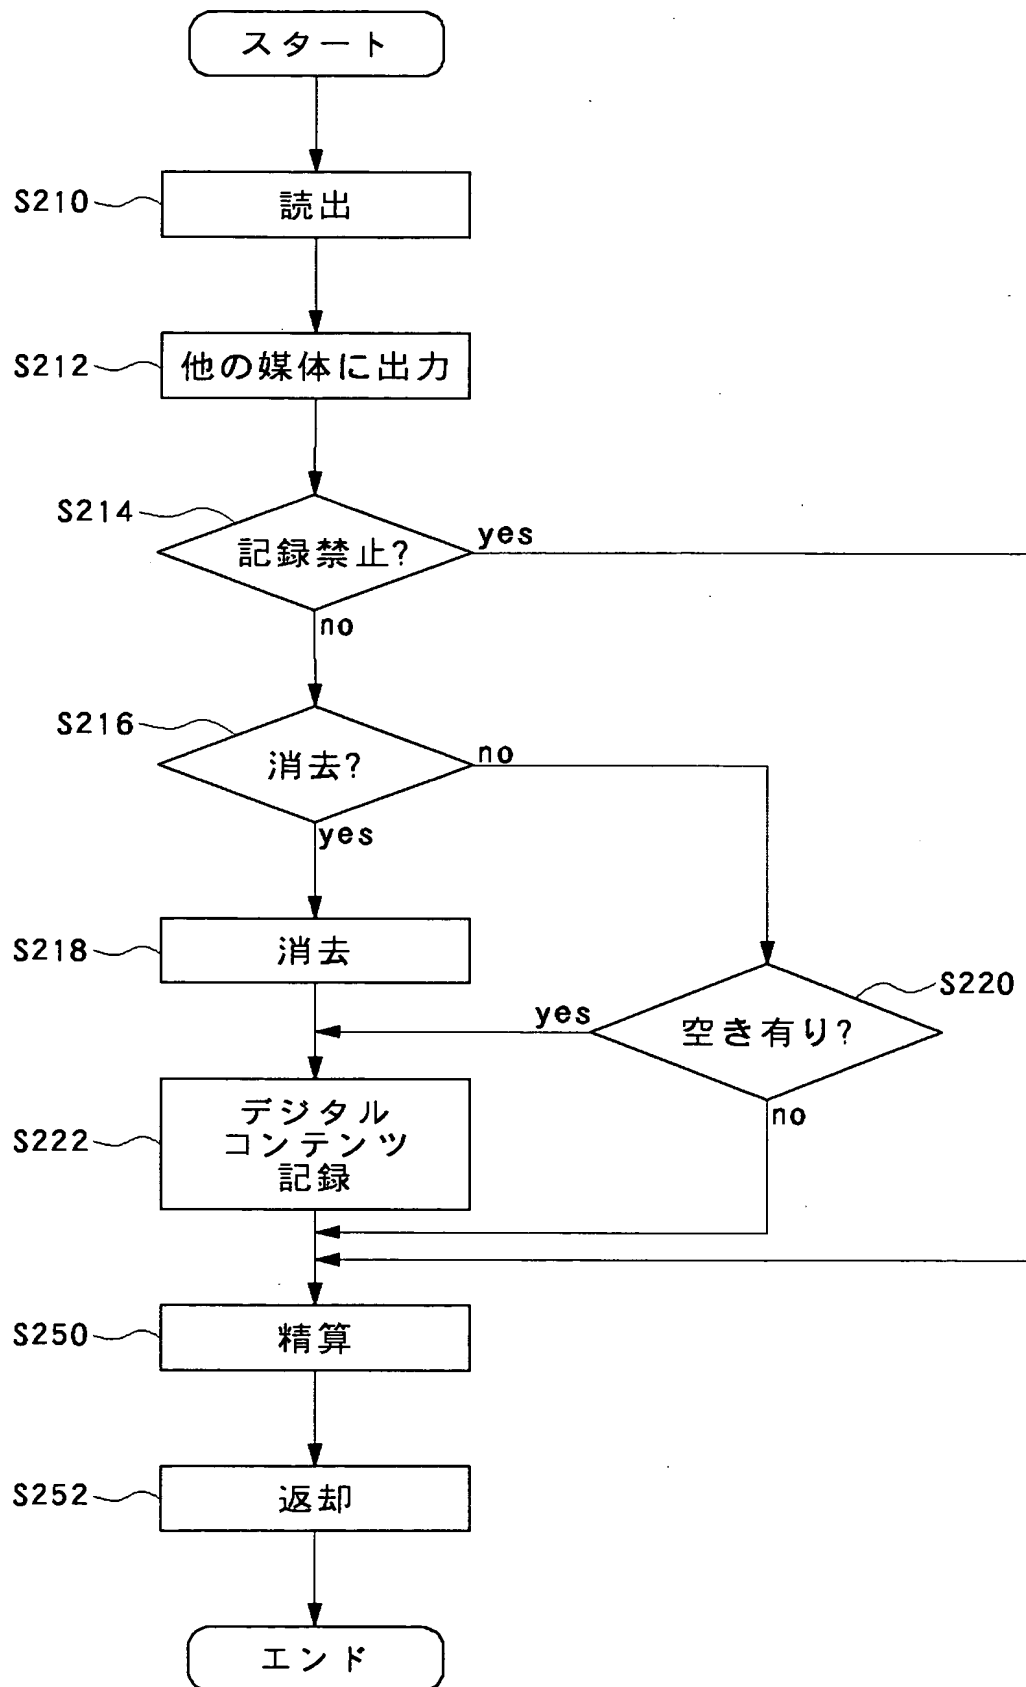 スタート
S210
読出
S212
他の媒体に出力
S214
記録禁止?
yes
no
S216
消去?
no
yes
S218
消去
S220
空き有り?
yes
no
S222
デジタル
コンテンツ
記録
S250
精算
S252
返却
エンド